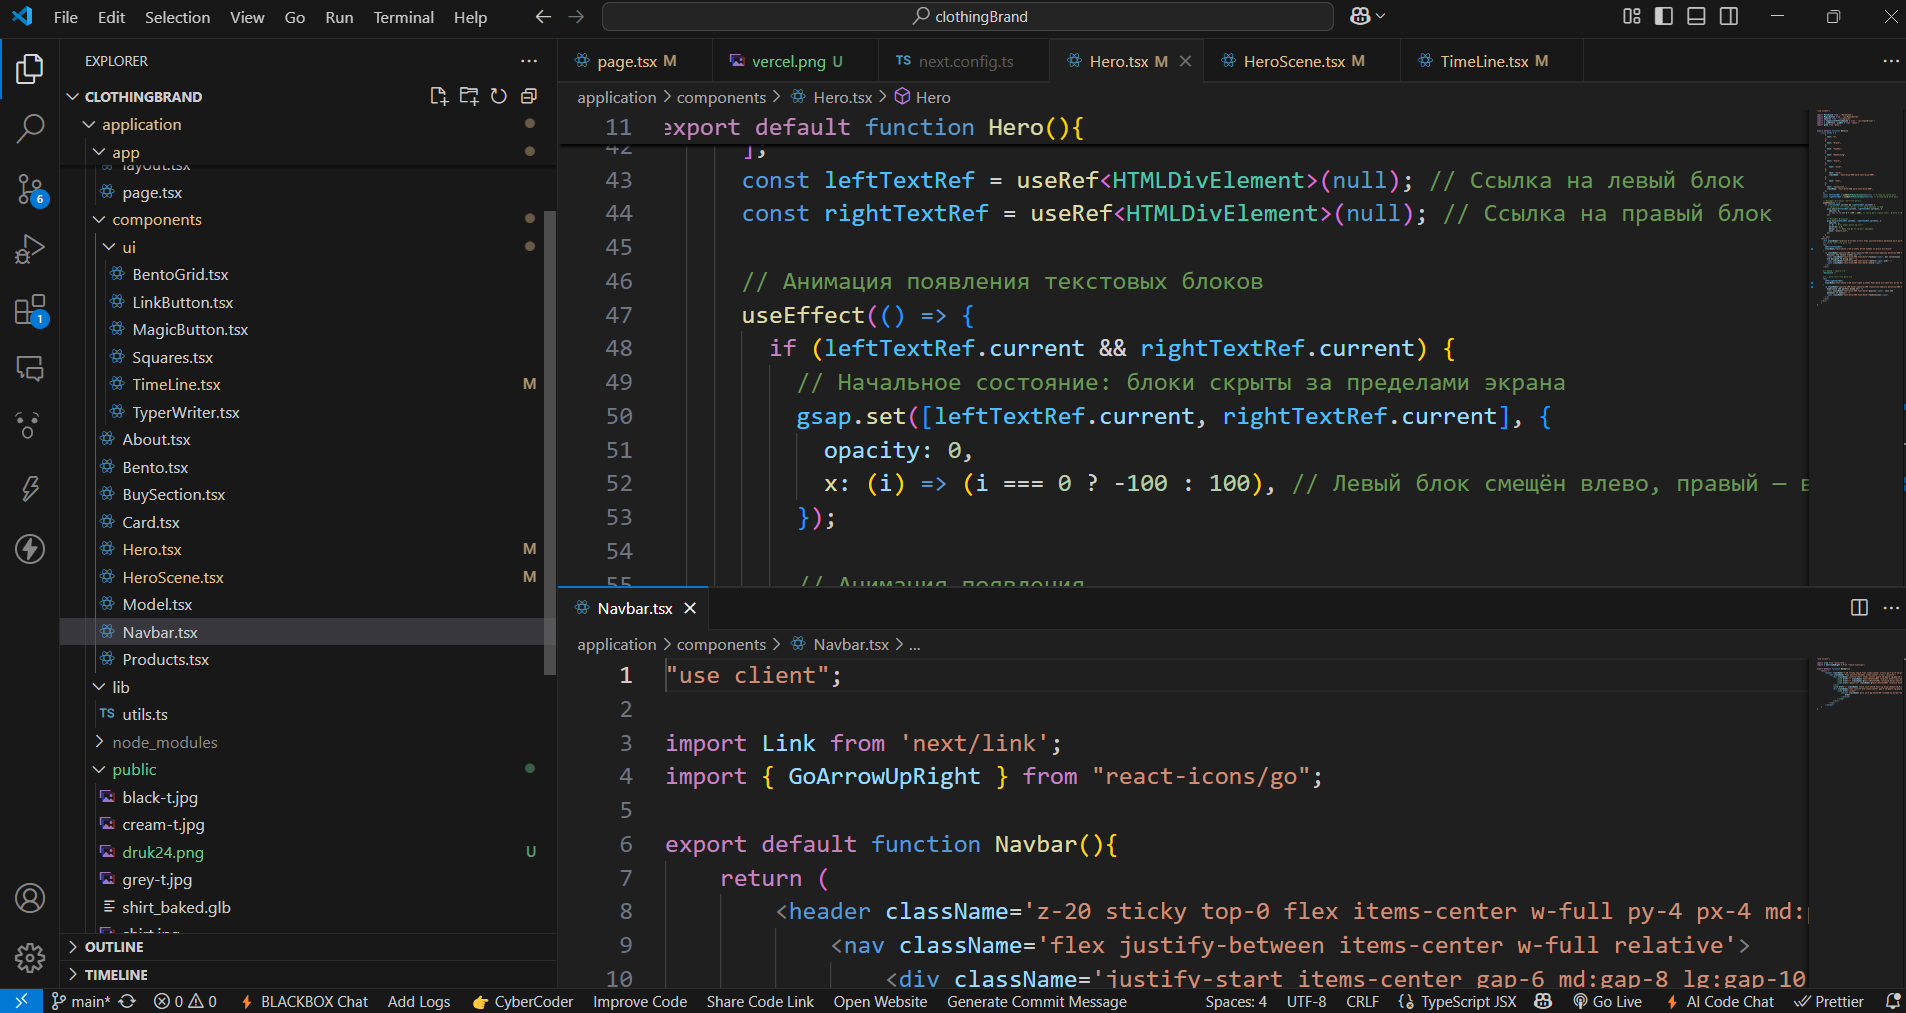 File Edit Selection View Go Run Terminal Help
clothingBrand
EXPLORER
CLOTHINGBRAND
application
app
layout.tsx
page.tsx
components
ui
BentoGrid.tsx
LinkButton.tsx
MagicButton.tsx
Squares.tsx
TimeLine.tsx M
TyperWriter.tsx
About.tsx
Bento.tsx
BuySection.tsx
Card.tsx
Hero.tsx M
HeroScene.tsx M
Model.tsx
Navbar.tsx
Products.tsx
lib
TS utils.ts
node_modules
public
black-t.jpg
cream-t.jpg
druk24.png U
grey-t.jpg
shirt_baked.glb
OUTLINE
TIMELINE
6
1
page.tsx M vercel.png U TS next.config.ts Hero.tsx M HeroScene.tsx M TimeLine.tsx M
application > components > Hero.tsx > Hero
11 export default function Hero(){
42 ];
43 const leftTextRef = useRef<HTMLDivElement>(null); // Ссылка на левый блок
44 const rightTextRef = useRef<HTMLDivElement>(null); // Ссылка на правый блок
45
46 // Анимация появления текстовых блоков
47 useEffect(() => {
48 if (leftTextRef.current && rightTextRef.current) {
49 // Начальное состояние: блоки скрыты за пределами экрана
50 gsap.set([leftTextRef.current, rightTextRef.current], {
51 opacity: 0,
52 x: (i) => (i === 0 ? -100 : 100), // Левый блок смещён влево, правый —
53 });
54
55 // Анимация появления
Navbar.tsx
application > components > Navbar.tsx > ...
1 "use client";
2
3 import Link from 'next/link';
4 import { GoArrowUpRight } from "react-icons/go";
5
6 export default function Navbar(){
7 return (
8 <header className='z-20 sticky top-0 flex items-center w-full py-4 px-4 md:
9 <nav className='flex justify-between items-center w-full relative'>
10 <div className='justify-start items-center gap-6 md:gap-8 lg:gap-10
main* 0 0 BLACKBOX Chat Add Logs CyberCoder Improve Code Share Code Link Open Website Generate Commit Message Spaces: 4 UTF-8 CRLF TypeScript JSX Go Live AI Code Chat Prettier